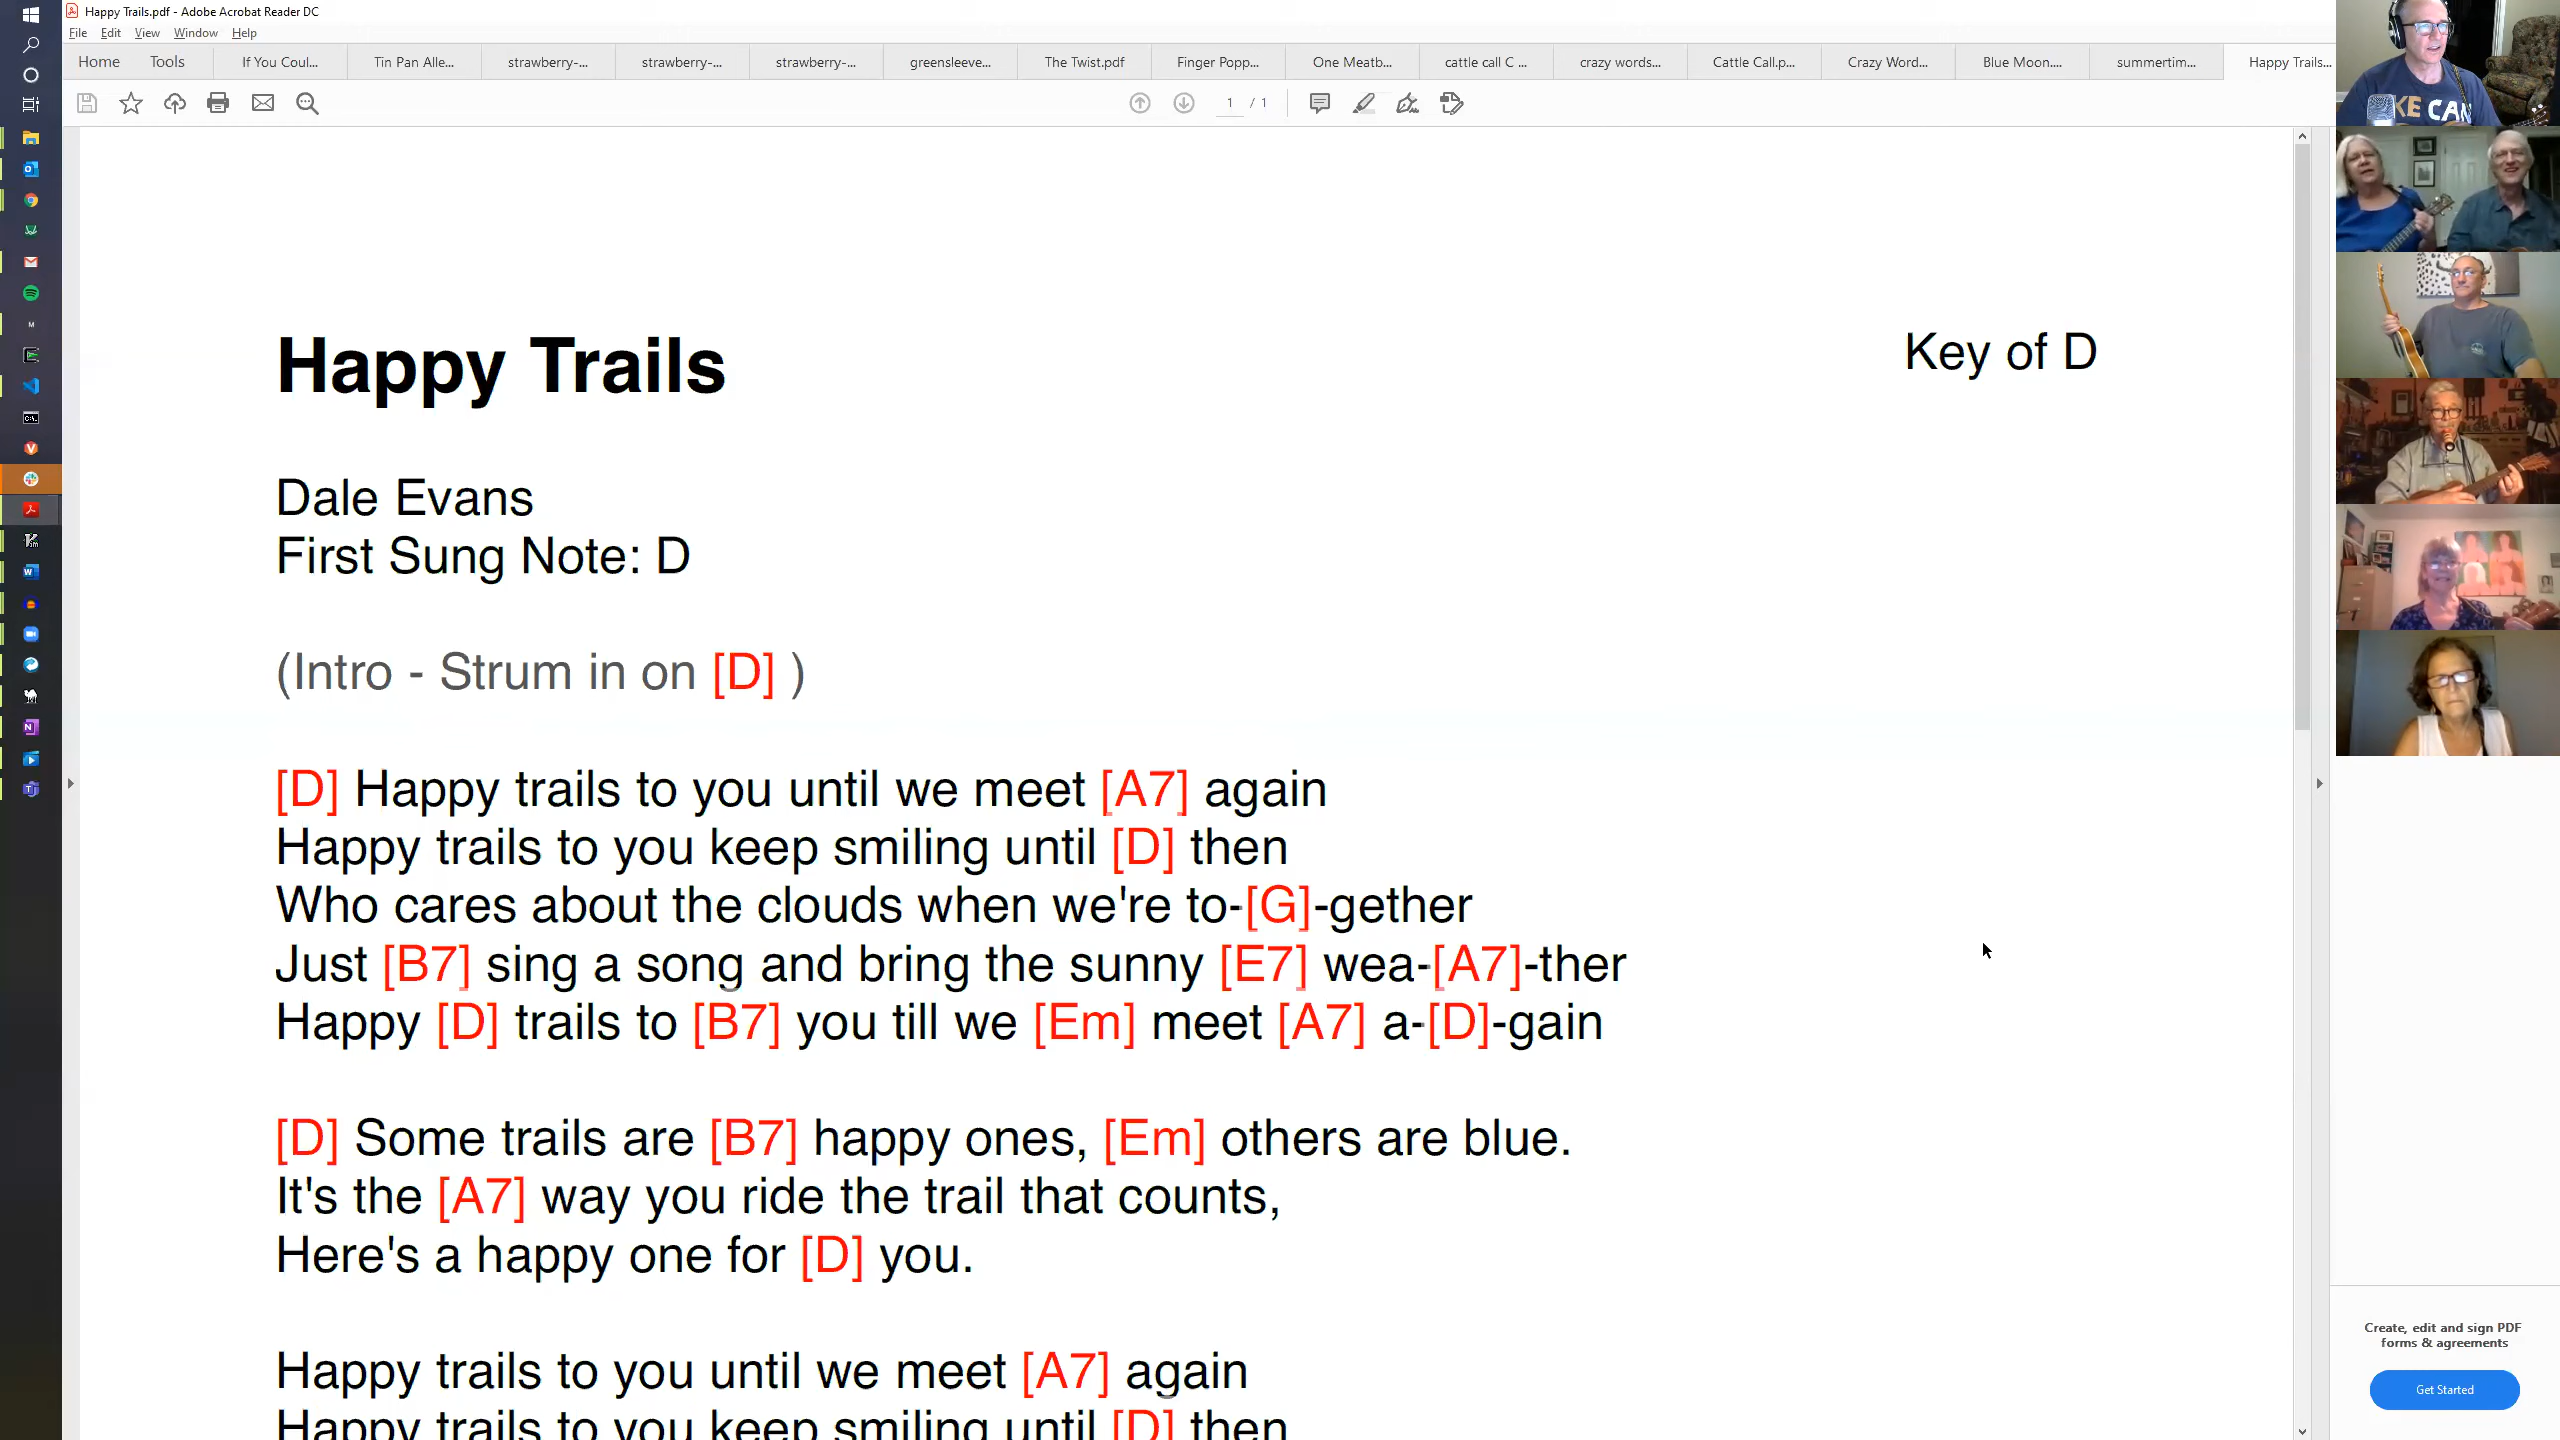 Happy Trails.pdf - Adobe Acrobat Reader DC
File Edit View Window Help
Home Tools If You Coul... Tin Pan Alle... strawberry-... strawberry-... strawberry-... greensleeve... The Twist.pdf Finger Popp... One Meatb... cattle call C ... crazy words... Cattle Call.p... Crazy Word... Blue Moon.... summertim... Happy Trails...
1 / 1
Happy Trails
Key of D
Dale Evans
First Sung Note: D
(Intro - Strum in on [D] )
[D] Happy trails to you until we meet [A7] again
Happy trails to you keep smiling until [D] then
Who cares about the clouds when we're to-[G]-gether
Just [B7] sing a song and bring the sunny [E7] wea-[A7]-ther
Happy [D] trails to [B7] you till we [Em] meet [A7] a-[D]-gain
[D] Some trails are [B7] happy ones, [Em] others are blue.
It's the [A7] way you ride the trail that counts,
Here's a happy one for [D] you.
Happy trails to you until we meet [A7] again
Happy trails to you keep smiling until [D] then
Create, edit and sign PDF
forms & agreements
Get Started